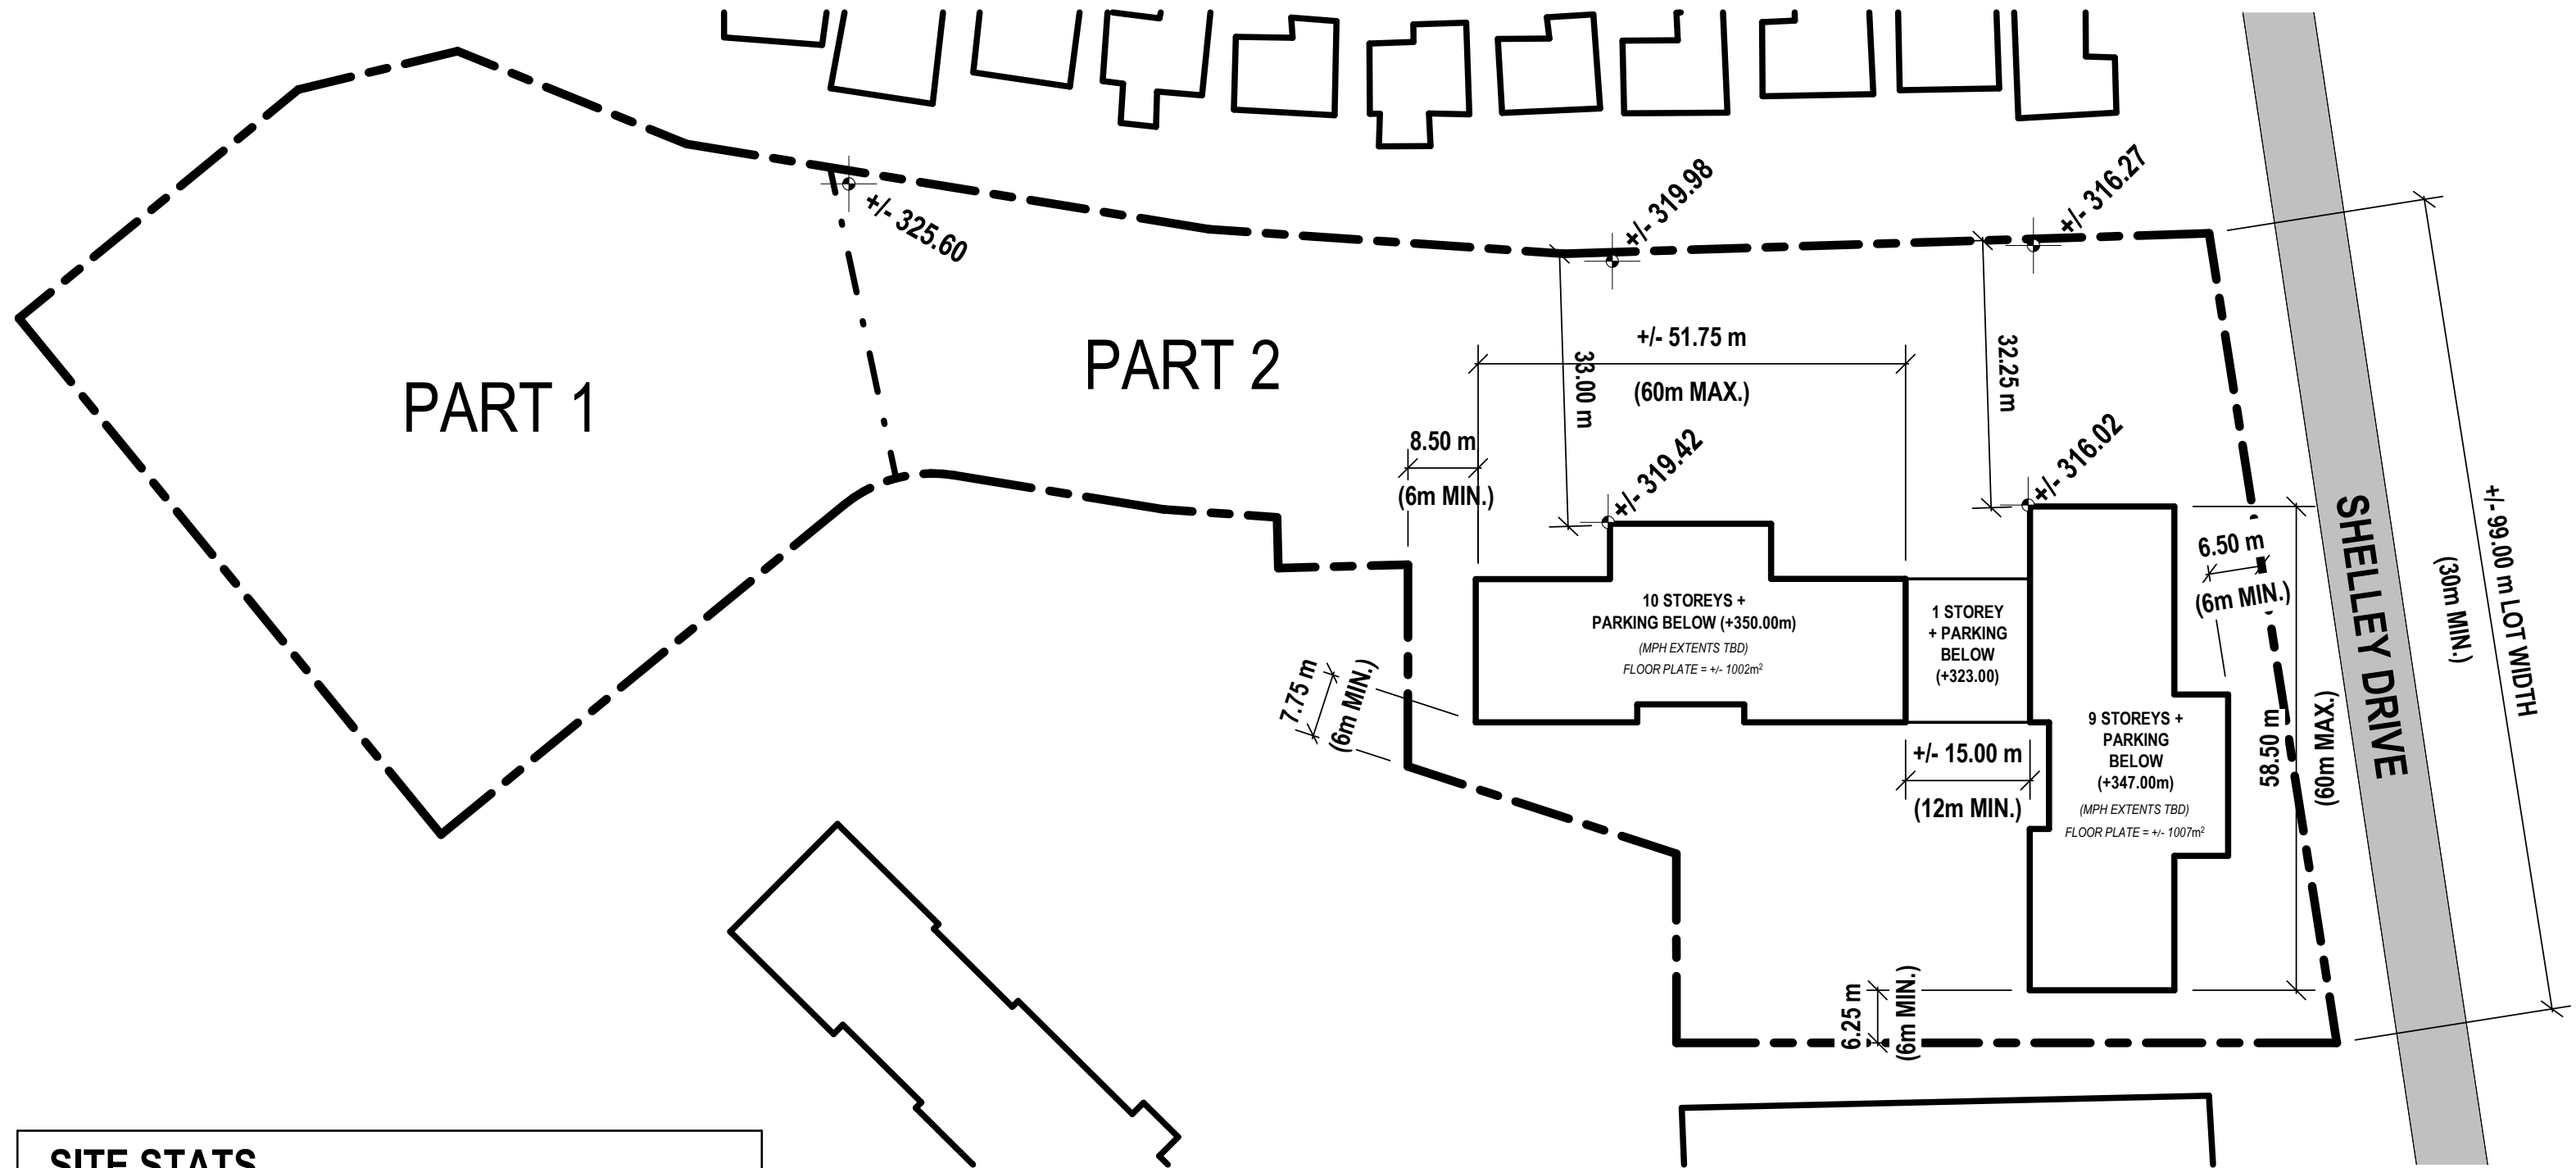 +/- 325.60
+/- 319.98
+/- 316.27
PART 1
PART 2
+/- 51.75 m
(60m MAX.)
33.00 m
32.25 m
8.50 m
(6m MIN.)
+/- 319.42
+/- 316.02
6.50 m
(6m MIN.)
SHELLEY DRIVE
+/- 99.00 m LOT WIDTH
(30m MIN.)
10 STOREYS +
PARKING BELOW (+350.00m)
(MPH EXTENTS TBD)
FLOOR PLATE = +/- 1002m²
1 STOREY
+ PARKING
BELOW
(+323.00)
7.75 m
(6m MIN.)
9 STOREYS +
PARKING
BELOW
(+347.00m)
(MPH EXTENTS TBD)
FLOOR PLATE = +/- 1007m²
58.50 m
(60m MAX.)
+/- 15.00 m
(12m MIN.)
6.25 m
(6m MIN.)
SITE STATS